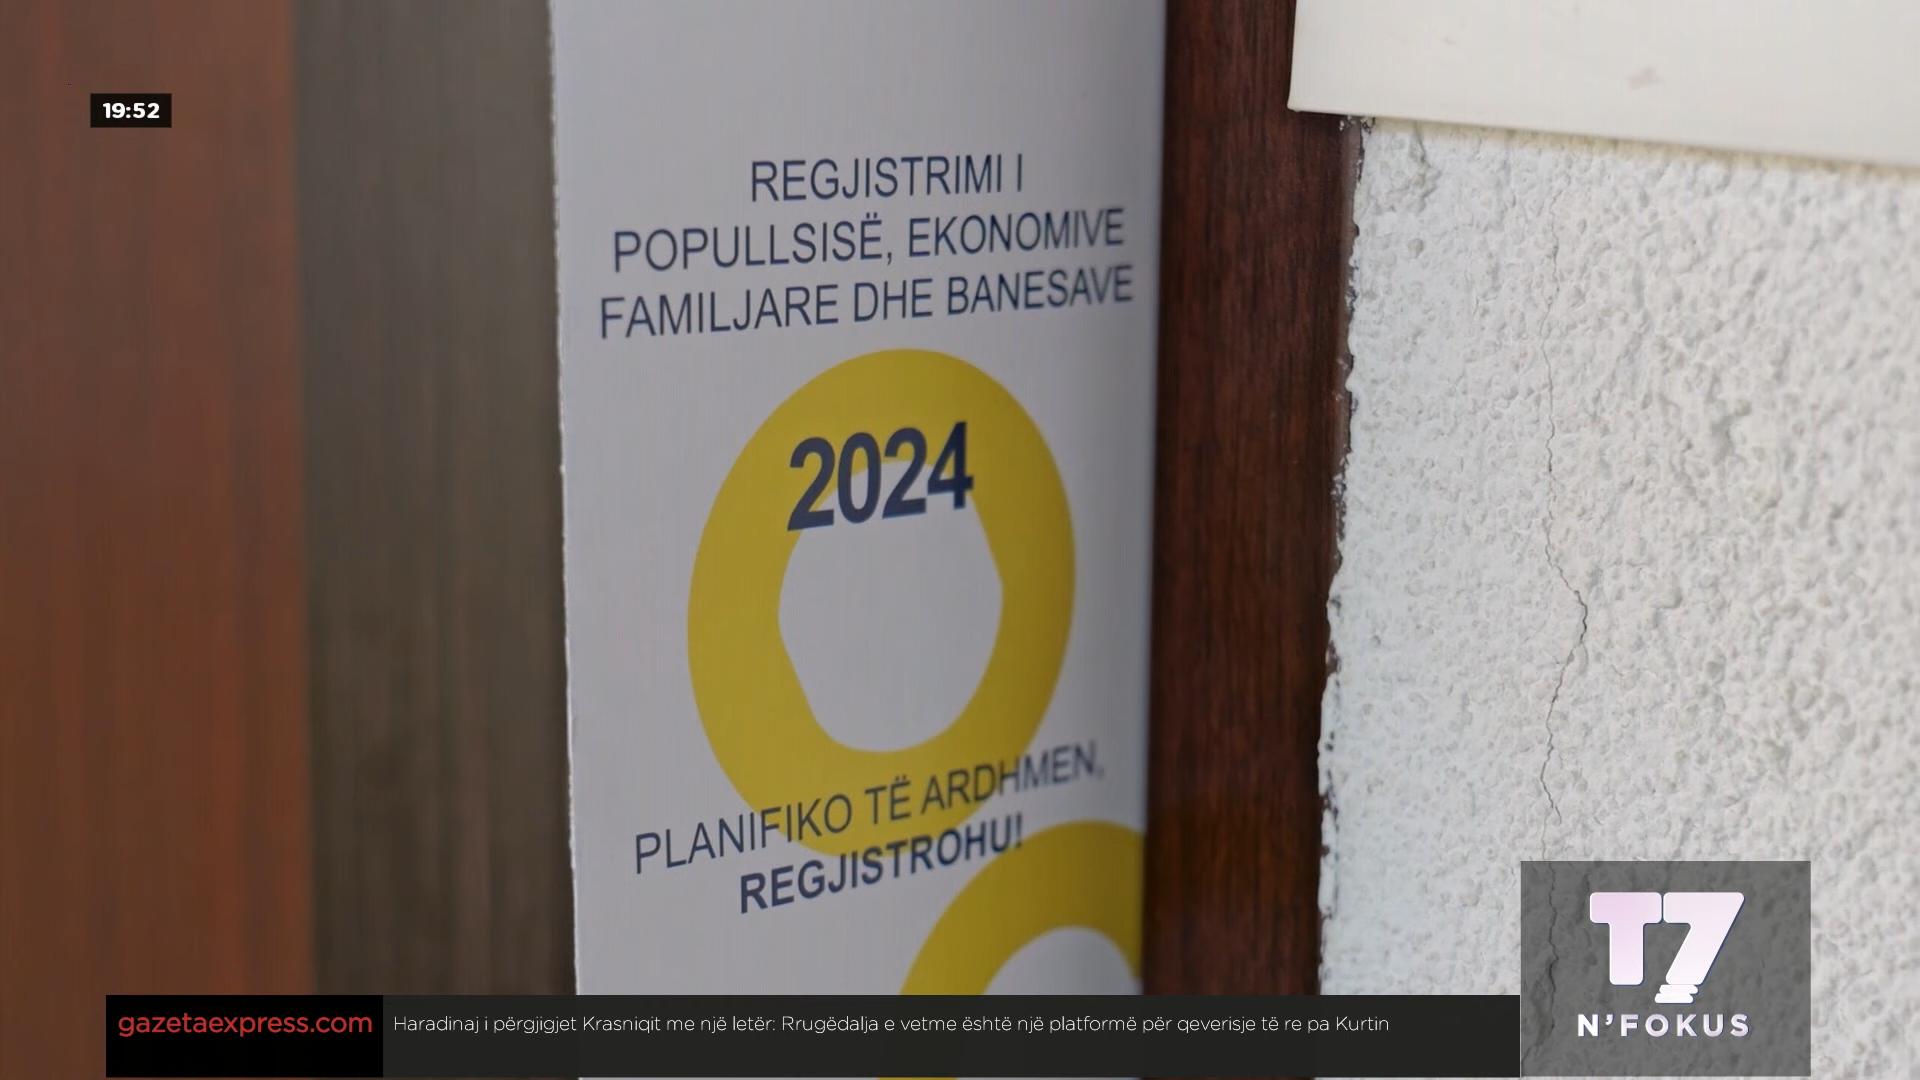 19:52
REGJISTRIMI I
POPULLSISË, EKONOMIVE
FAMILJARE DHE BANESAVE
2024
PLANIFIKO TË ARDHMEN,
REGJISTROHU!
gazetaexpress.com
Haradinaj i përgjigjet Krasniqit me një letër: Rrugëdalja e vetme është një platformë për qeverisje të re pa Kurtin
T7
N'FOKUS